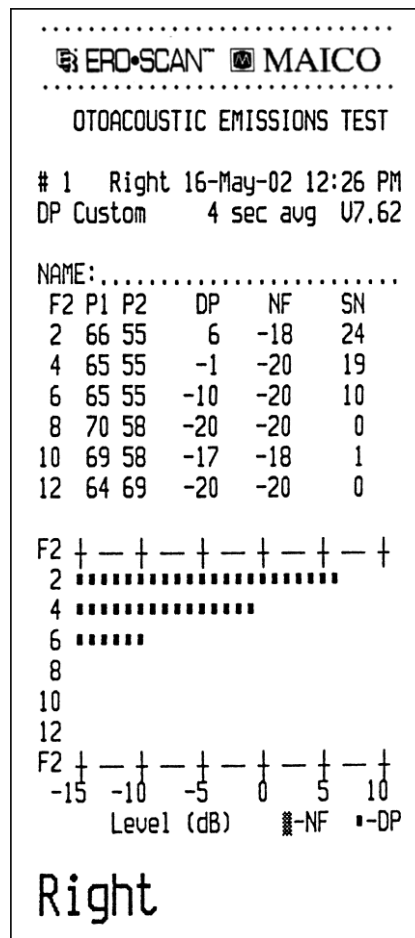 ERO•SCAN™ MAICO
OTOACOUSTIC EMISSIONS TEST
# 1 Right 16-May-02 12:26 PM
DP Custom 4 sec avg V7.62
NAME:..........................
F2 P1 P2 DP NF SN
2 66 55 6 -18 24
4 65 55 -1 -20 19
6 65 55 -10 -20 10
8 70 58 -20 -20 0
10 69 58 -17 -18 1
12 64 69 -20 -20 0
F2
2
4
6
8
10
12
F2
-15 -10 -5 0 5 10
Level (dB) -NF -DP
Right